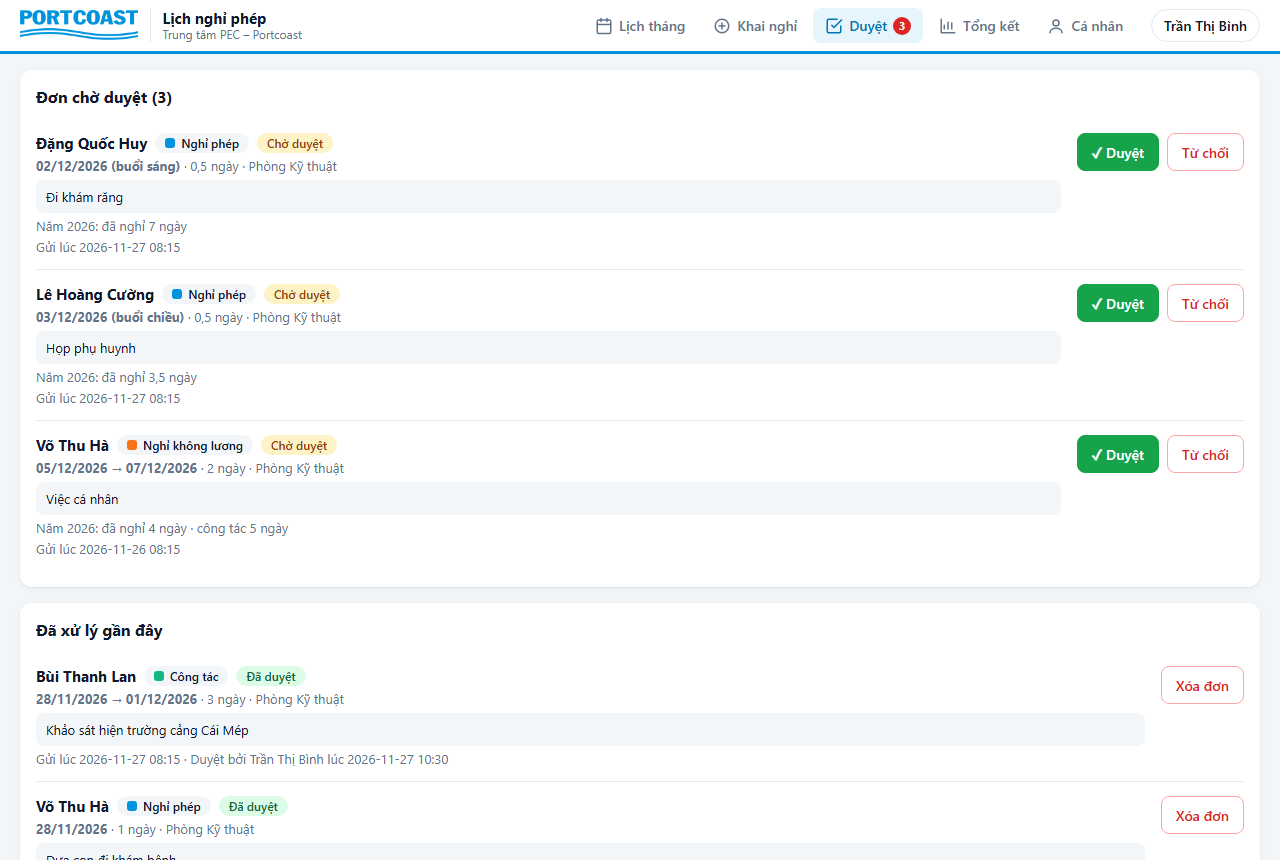 PORTCOAST
Lịch nghỉ phép
Trung tâm PEC – Portcoast
Lịch tháng
Khai nghỉ
Duyệt 3
Tổng kết
Cá nhân
Trần Thị Bình
Đơn chờ duyệt (3)
Đặng Quốc Huy Nghỉ phép Chờ duyệt
02/12/2026 (buổi sáng) · 0,5 ngày · Phòng Kỹ thuật
Đi khám răng
Năm 2026: đã nghỉ 7 ngày
Gửi lúc 2026-11-27 08:15
✓ Duyệt Từ chối
Lê Hoàng Cường Nghỉ phép Chờ duyệt
03/12/2026 (buổi chiều) · 0,5 ngày · Phòng Kỹ thuật
Họp phụ huynh
Năm 2026: đã nghỉ 3,5 ngày
Gửi lúc 2026-11-27 08:15
✓ Duyệt Từ chối
Võ Thu Hà Nghỉ không lương Chờ duyệt
05/12/2026 → 07/12/2026 · 2 ngày · Phòng Kỹ thuật
Việc cá nhân
Năm 2026: đã nghỉ 4 ngày · công tác 5 ngày
Gửi lúc 2026-11-26 08:15
✓ Duyệt Từ chối
Đã xử lý gần đây
Bùi Thanh Lan Công tác Đã duyệt
28/11/2026 → 01/12/2026 · 3 ngày · Phòng Kỹ thuật
Khảo sát hiện trường cảng Cái Mép
Gửi lúc 2026-11-27 08:15 · Duyệt bởi Trần Thị Bình lúc 2026-11-27 10:30
Xóa đơn
Võ Thu Hà Nghỉ phép Đã duyệt
28/11/2026 · 1 ngày · Phòng Kỹ thuật
Đưa con đi khám bệnh
Xóa đơn